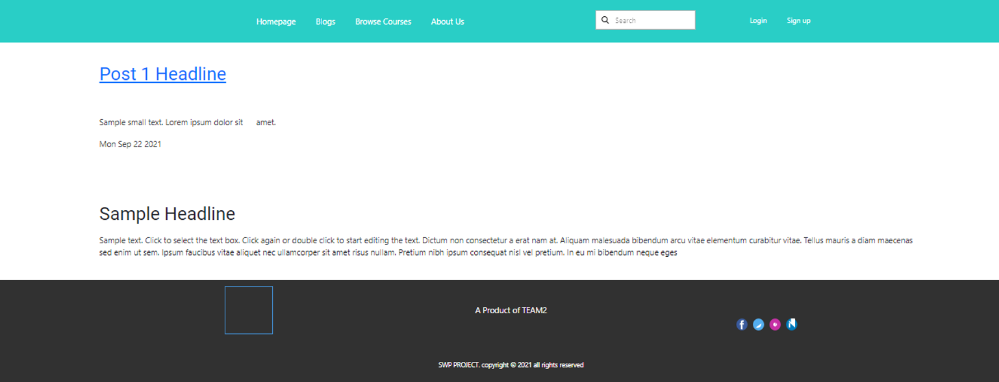 Homepage Blogs Browse Courses About Us Search Login Sign up
Post 1 Headline
Sample small text. Lorem ipsum dolor sit amet.
Mon Sep 22 2021
Sample Headline
Sample text. Click to select the text box. Click again or double click to start editing the text. Dictum non consectetur a erat nam at. Aliquam malesuada bibendum arcu vitae elementum curabitur vitae. Tellus mauris a diam maecenas
sed enim ut sem. Ipsum faucibus vitae aliquet nec ullamcorper sit amet risus nullam. Pretium nibh ipsum consequat nisl vel pretium. In eu mi bibendum neque eges
A Product of TEAM2
SWP PROJECT. copyright © 2021 all rights reserved